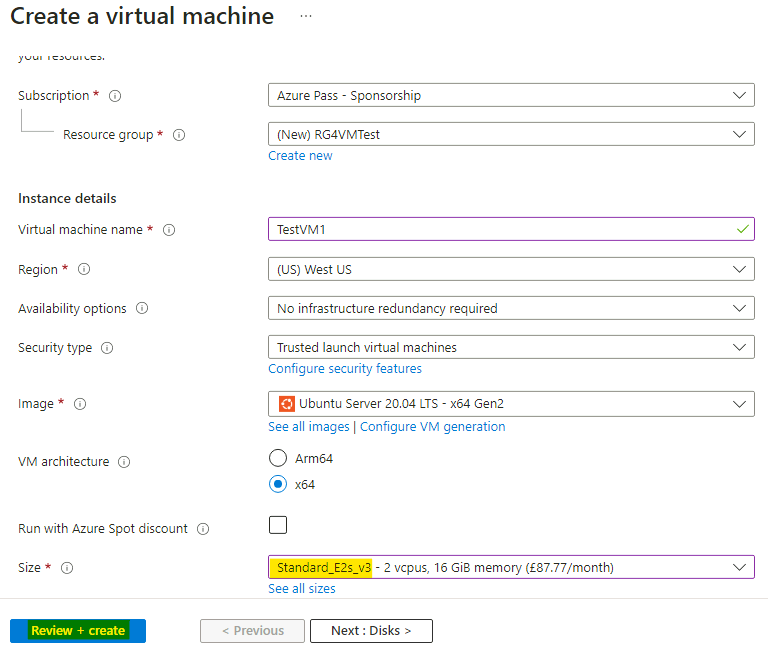 Create a virtual machine ...
your resources.
Subscription * Azure Pass - Sponsorship
Resource group * (New) RG4VMTest
Create new
Instance details
Virtual machine name * TestVM1
Region * (US) West US
Availability options No infrastructure redundancy required
Security type Trusted launch virtual machines
Configure security features
Image * Ubuntu Server 20.04 LTS - x64 Gen2
See all images | Configure VM generation
VM architecture Arm64
x64
Run with Azure Spot discount
Size * Standard_E2s_v3 - 2 vcpus, 16 GiB memory (£87.77/month)
See all sizes
Review + create < Previous Next : Disks >